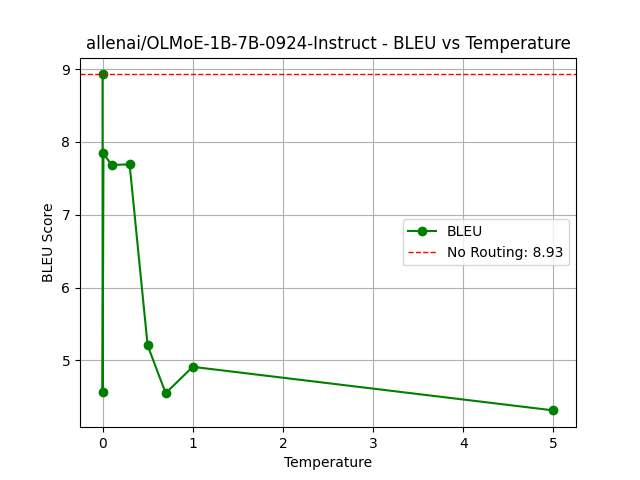 allenai/OLMoE-1B-7B-0924-Instruct - BLEU vs Temperature
9
8
7
6
5
BLEU Score
BLEU
No Routing: 8.93
0 1 2 3 4 5
Temperature